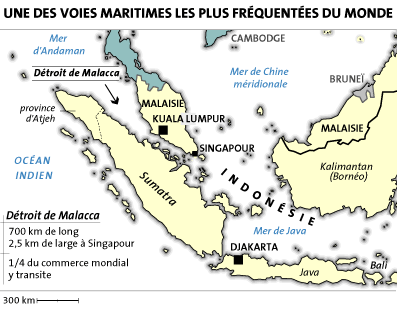 UNE DES VOIES MARITIMES LES PLUS FRÉQUENTÉES DU MONDE
Mer
d'Andaman
CAMBODGE
Détroit de Malacca
Mer de Chine
méridionale
BRUNEÏ
province
d'Atjeh
MALAISIE
KUALA LUMPUR
MALAISIE
SINGAPOUR
OCÉAN
INDIEN
Kalimantan
(Bornéo)
Sumatra
INDONÉSIE
Détroit de Malacca
700 km de long
2,5 km de large à Singapour
1/4 du commerce mondial
y transite
Mer de Java
DJAKARTA
Java
Bali
300 km